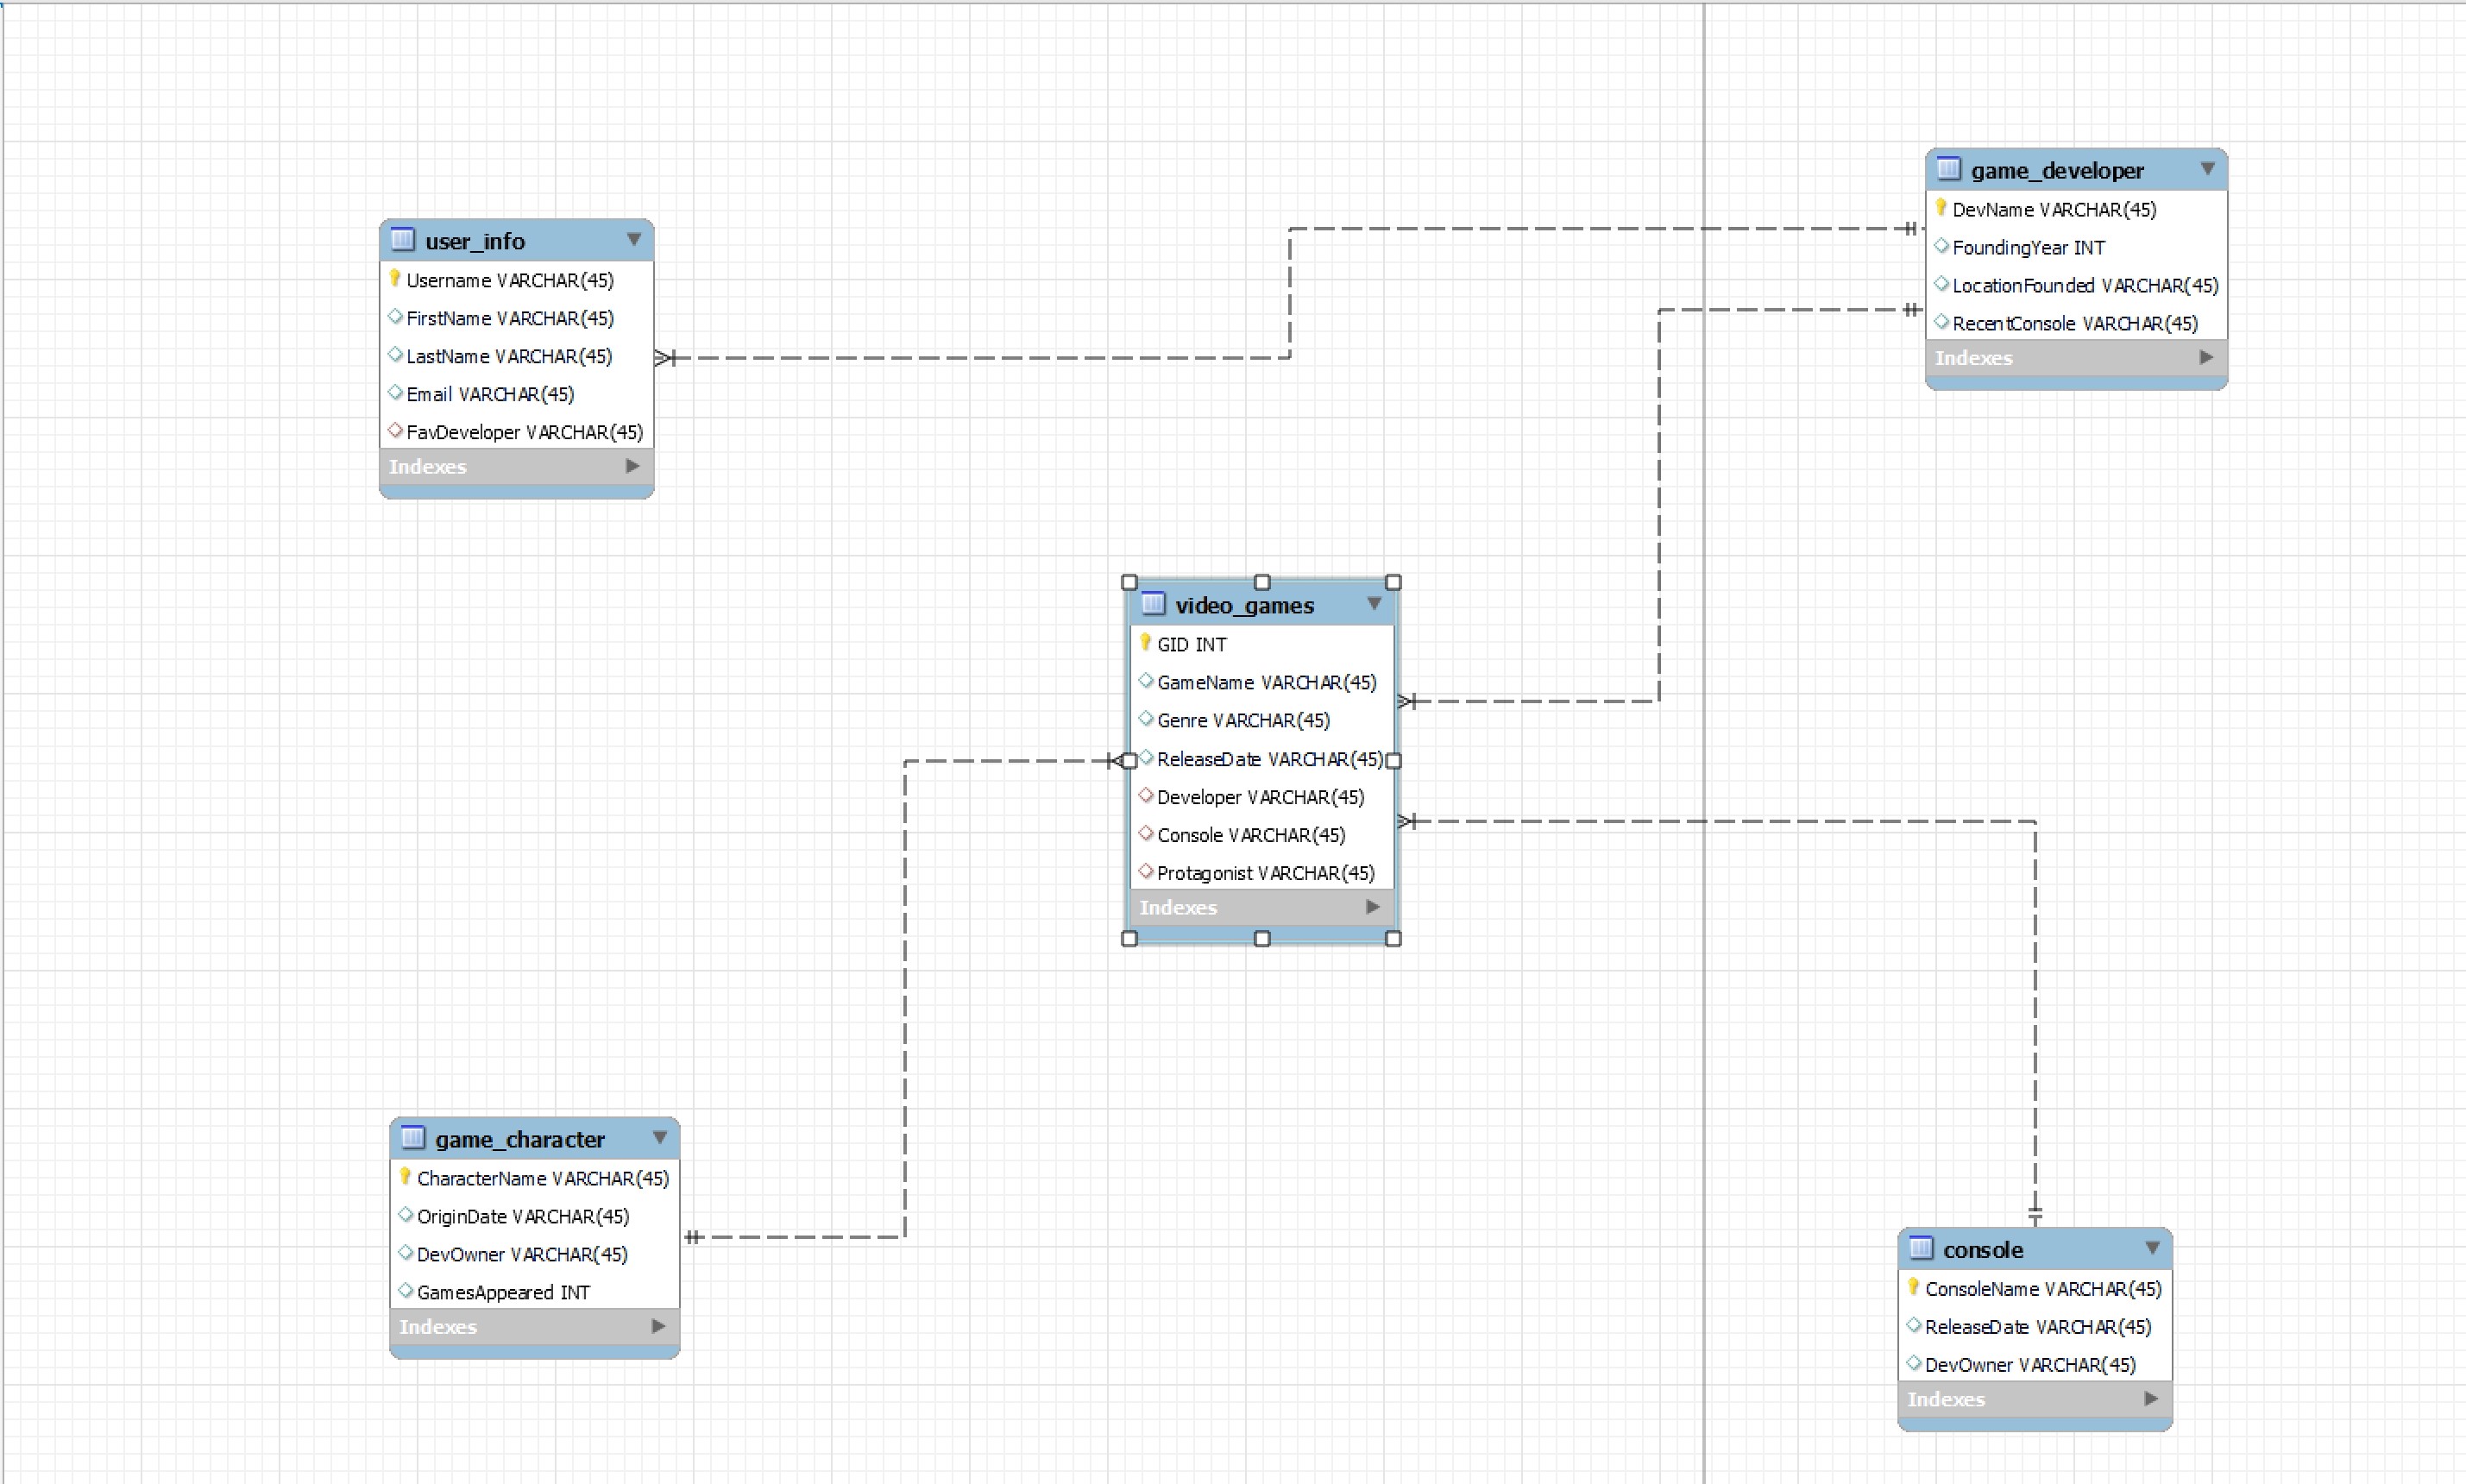 game_developer
DevName VARCHAR(45)
FoundingYear INT
LocationFounded VARCHAR(45)
RecentConsole VARCHAR(45)
Indexes
user_info
Username VARCHAR(45)
FirstName VARCHAR(45)
LastName VARCHAR(45)
Email VARCHAR(45)
FavDeveloper VARCHAR(45)
Indexes
video_games
GID INT
GameName VARCHAR(45)
Genre VARCHAR(45)
ReleaseDate VARCHAR(45)
Developer VARCHAR(45)
Console VARCHAR(45)
Protagonist VARCHAR(45)
Indexes
game_character
CharacterName VARCHAR(45)
OriginDate VARCHAR(45)
DevOwner VARCHAR(45)
GamesAppeared INT
Indexes
console
ConsoleName VARCHAR(45)
ReleaseDate VARCHAR(45)
DevOwner VARCHAR(45)
Indexes